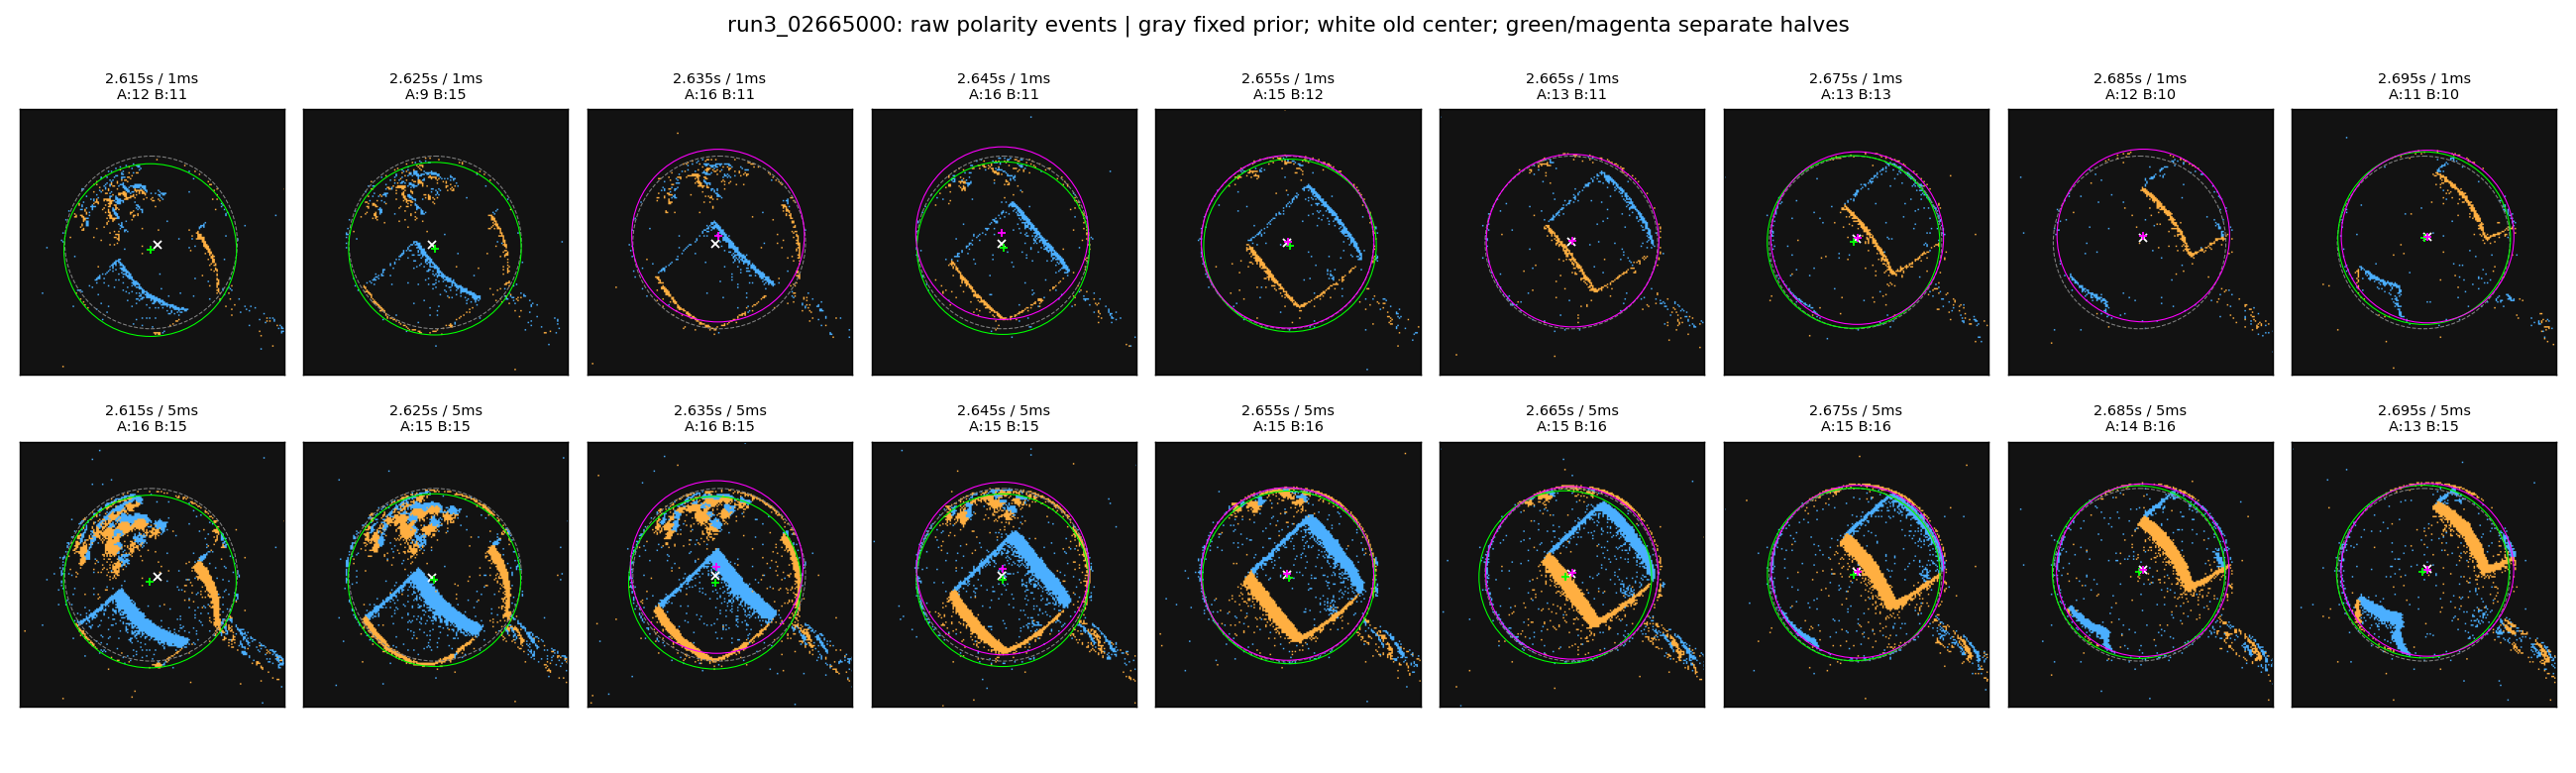 run3_02665000: raw polarity events | gray fixed prior; white old center; green/magenta separate halves
2.615s / 1ms
A:12 B:11
2.625s / 1ms
A:9 B:15
2.635s / 1ms
A:16 B:11
2.645s / 1ms
A:16 B:11
2.655s / 1ms
A:15 B:12
2.665s / 1ms
A:13 B:11
2.675s / 1ms
A:13 B:13
2.685s / 1ms
A:12 B:10
2.695s / 1ms
A:11 B:10
2.615s / 5ms
A:16 B:15
2.625s / 5ms
A:15 B:15
2.635s / 5ms
A:16 B:15
2.645s / 5ms
A:15 B:15
2.655s / 5ms
A:15 B:16
2.665s / 5ms
A:15 B:16
2.675s / 5ms
A:15 B:16
2.685s / 5ms
A:14 B:16
2.695s / 5ms
A:13 B:15